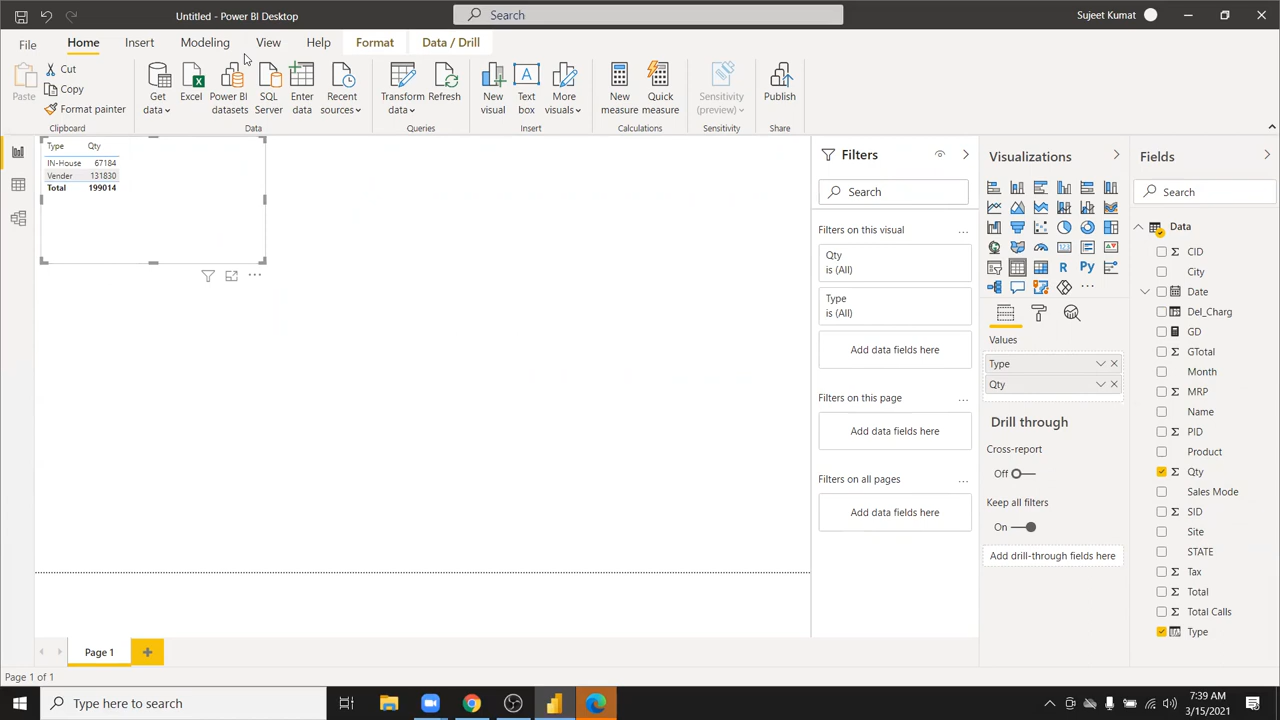 Untitled - Power BI Desktop
Search
Sujeet Kumat
File
Home
Insert
Modeling
View
Help
Format
Data / Drill
Paste
Cut
Copy
Format painter
Clipboard
Get data
Excel
Power BI datasets
SQL Server
Enter data
Recent sources
Data
Transform data
Refresh
Queries
New visual
Text box
More visuals
Insert
New measure
Quick measure
Calculations
Sensitivity (preview)
Sensitivity
Publish
Share
Type Qty
IN-House 67184
Vender 131830
Total 199014
Filters
Search
Filters on this visual
Qty
is (All)
Type
is (All)
Add data fields here
Filters on this page
Add data fields here
Filters on all pages
Add data fields here
Visualizations
R
Py
Values
Type
Qty
Drill through
Cross-report
Off
Keep all filters
On
Add drill-through fields here
Fields
Search
Data
CID
City
Date
Del_Charg
GD
GTotal
Month
MRP
Name
PID
Product
Qty
Sales Mode
SID
Site
STATE
Tax
Total
Total Calls
Type
Page 1
Page 1 of 1
Type here to search
7:39 AM
3/15/2021